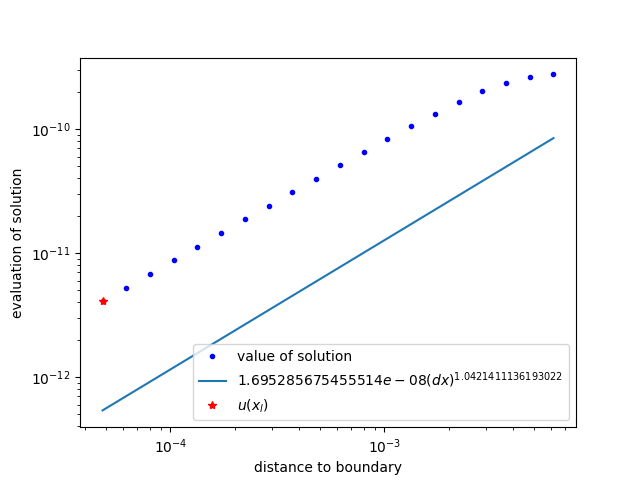 evaluation of solution
10⁻¹⁰
10⁻¹¹
10⁻¹²
value of solution
1.695285675455514e − 08(dx)^1.0421411136193022
u(x_l)
10⁻⁴
10⁻³
distance to boundary